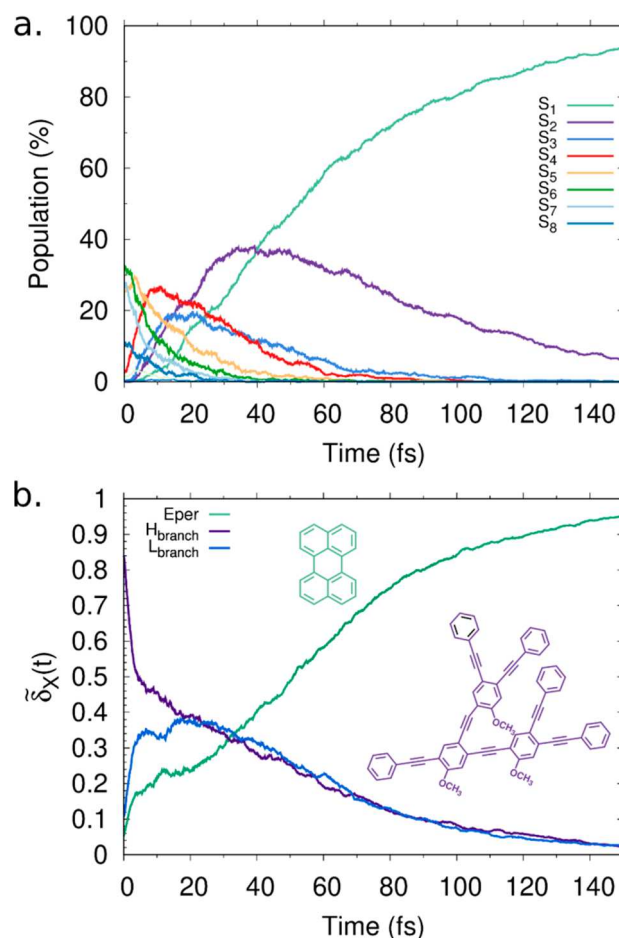 a.
100
80
60
40
20
0
Population (%)
S1
S2
S3
S4
S5
S6
S7
S8
0 20 40 60 80 100 120 140
Time (fs)
b.
1
0.9
0.8
0.7
0.6
0.5
0.4
0.3
0.2
0.1
0
δ̃X(t)
Eper
Hbranch
Lbranch
OCH3
OCH3
OCH3
0 20 40 60 80 100 120 140
Time (fs)